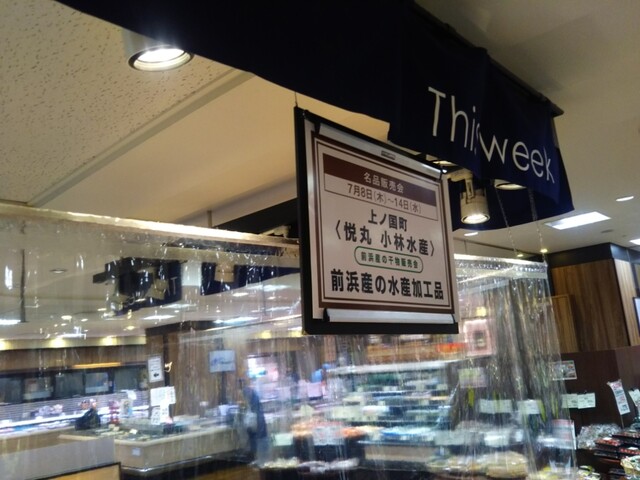 This week
名品販売会
7月8日(木)〜14日(水)
上ノ国町
〈悦丸 小林水産〉
前浜産の干物販売会
前浜産の水産加工品